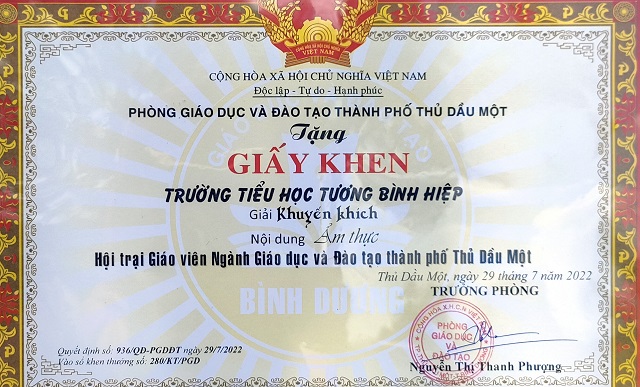 CỘNG HÒA XÃ HỘI CHỦ NGHĨA VIỆT NAM
Độc lập - Tự do - Hạnh phúc
PHÒNG GIÁO DỤC VÀ ĐÀO TẠO THÀNH PHỐ THỦ DẦU MỘT
Tặng
GIẤY KHEN
TRƯỜNG TIỂU HỌC TƯƠNG BÌNH HIỆP
Giải Khuyến khích
Nội dung Ẩm thực
Hội trại Giáo viên Ngành Giáo dục và Đào tạo thành phố Thủ Dầu Một
Thủ Dầu Một, ngày 29 tháng 7 năm 2022
TRƯỞNG PHÒNG
BÌNH DƯƠNG
PHÒNG
GIÁO DỤC
VÀ
ĐÀO TẠO
Quyết định số: 936/QĐ-PGDĐT ngày 29/7/2022
Vào sổ khen thưởng số: 280/KT/PGD
Nguyễn Thị Thanh Phượng